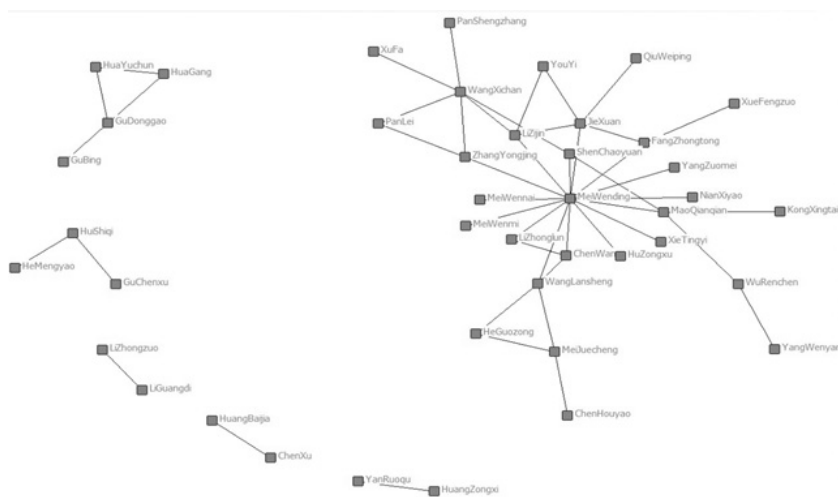 PanShengzhang
XuFa
HuaYuchun
HuaGang
YouYi
QiuWeiping
WangXichan
XueFengzuo
GuDonggao
PanLei
LiZijin
JieXuan
FangZhongtong
GuBing
ZhangYongjing
ShenChaoyuan
YangZuomei
MeiWennai
MeiWending
NianXiyao
MaoQianqian
KongXingtai
MeiWenmi
HuiShiqi
LiZhonglun
XieTingyi
HeMengyao
ChenWan
HuZongxu
GuChenxu
WangLansheng
WuRenchen
HeGuozong
LiZhongzuo
MeiJuecheng
YangWenyan
LiGuangdi
ChenHouyao
HuangBaijia
ChenXu
YanRuoqu
HuangZongxi